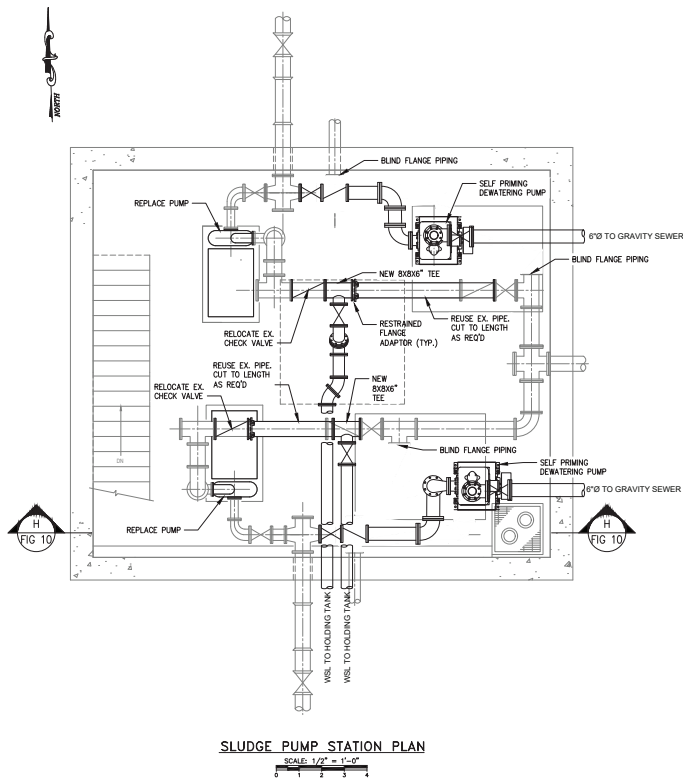 NORTH
BLIND FLANGE PIPING
SELF PRIMING
DEWATERING PUMP
REPLACE PUMP
6"Ø TO GRAVITY SEWER
BLIND FLANGE PIPING
NEW 8X8X6" TEE
RELOCATE EX.
CHECK VALVE
RESTRAINED
FLANGE
ADAPTOR (TYP.)
REUSE EX. PIPE.
CUT TO LENGTH
AS REQ'D
REUSE EX. PIPE.
CUT TO LENGTH
AS REQ'D
RELOCATE EX.
CHECK VALVE
NEW
8X8X6"
TEE
DN
BLIND FLANGE PIPING
SELF PRIMING
DEWATERING PUMP
6"Ø TO GRAVITY SEWER
REPLACE PUMP
H
FIG 10
H
FIG 10
WSL TO HOLDING TANK
WSL TO HOLDING TANK
SLUDGE PUMP STATION PLAN
SCALE: 1/2" = 1'-0"
0 1 2 3 4